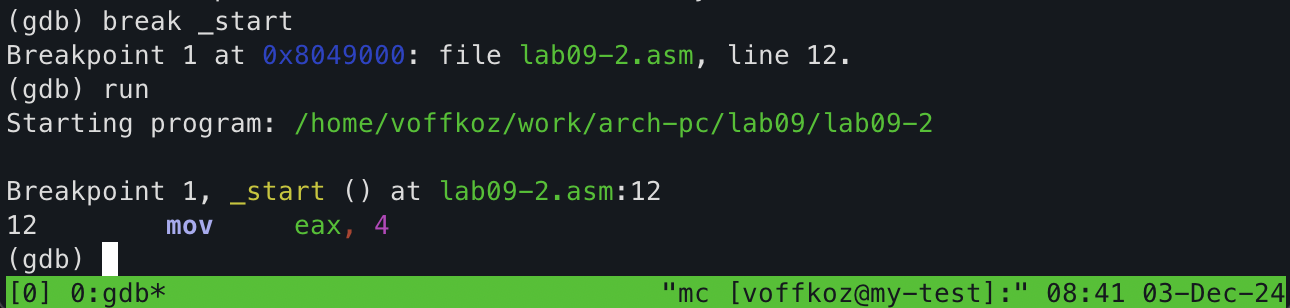 (gdb) break _start
Breakpoint 1 at 0x8049000: file lab09-2.asm, line 12.
(gdb) run
Starting program: /home/voffkoz/work/arch-pc/lab09/lab09-2
Breakpoint 1, _start () at lab09-2.asm:12
12 mov eax, 4
(gdb)
[0] 0:gdb* "mc [voffkoz@my-test]:" 08:41 03-Dec-24